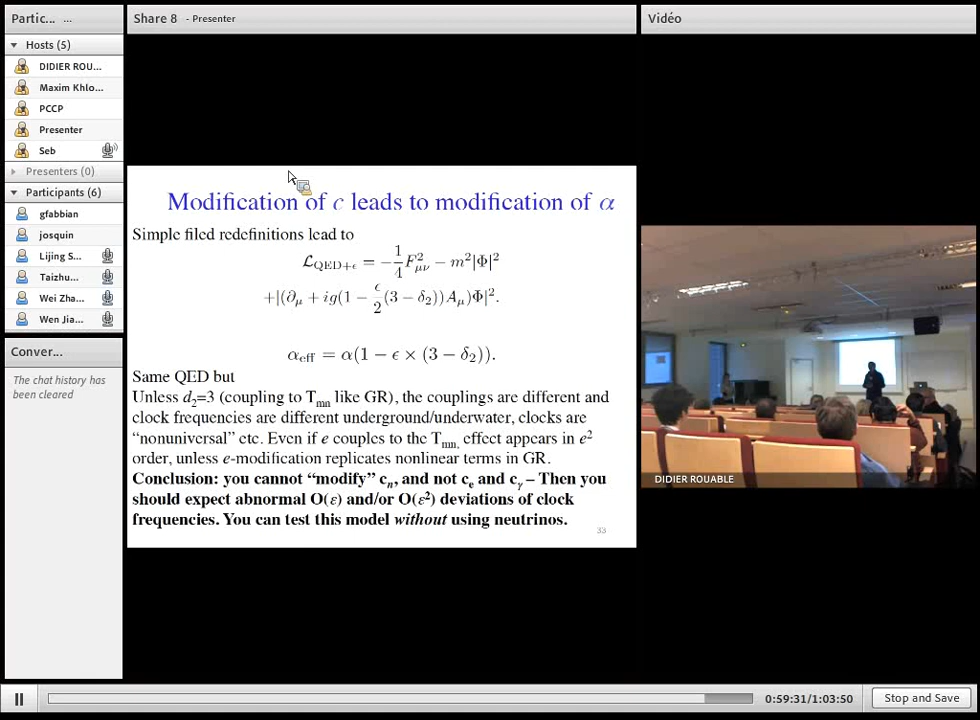 Partic... ...
Hosts (5)
DIDIER ROU...
Maxim Khlo...
PCCP
Presenter
Seb
Presenters (0)
Participants (6)
gfabbian
josquin
Lijing S...
Taizhu...
Wei Zha...
Wen Jia...
Conver...
The chat history has
been cleared
Share 8 - Presenter
Modification of c leads to modification of α
Simple filed redefinitions lead to
ℒ_QED+ϵ = −1/4 F²_μν − m²|Φ|²
+|(∂_μ + ig(1 − ϵ/2(3 − δ₂))A_μ)Φ|².
α_eff = α(1 − ϵ × (3 − δ₂)).
Same QED but
Unless d₂=3 (coupling to T_mn like GR), the couplings are different and
clock frequencies are different underground/underwater, clocks are
“nonuniversal” etc. Even if e couples to the T_mn, effect appears in e²
order, unless e-modification replicates nonlinear terms in GR.
Conclusion: you cannot “modify” c_n, and not c_e and c_γ – Then you
should expect abnormal O(ε) and/or O(ε²) deviations of clock
frequencies. You can test this model without using neutrinos.
33
Vidéo
DIDIER ROUABLE
0:59:31/1:03:50
Stop and Save